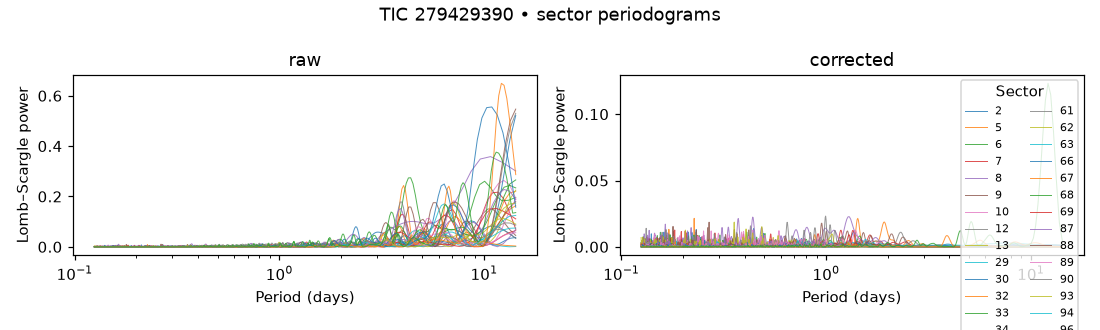 TIC 279429390 • sector periodograms
raw
corrected
Lomb–Scargle power
0.6
0.4
0.2
0.0
10⁻¹ 10⁰ 10¹
Period (days)
Lomb–Scargle power
0.10
0.05
0.00
10⁻¹ 10⁰ 10¹
Period (days)
Sector
2 61
5 62
6 63
7 66
8 67
9 68
10 69
12 87
13 88
29 89
30 90
32 93
33 94
34 96